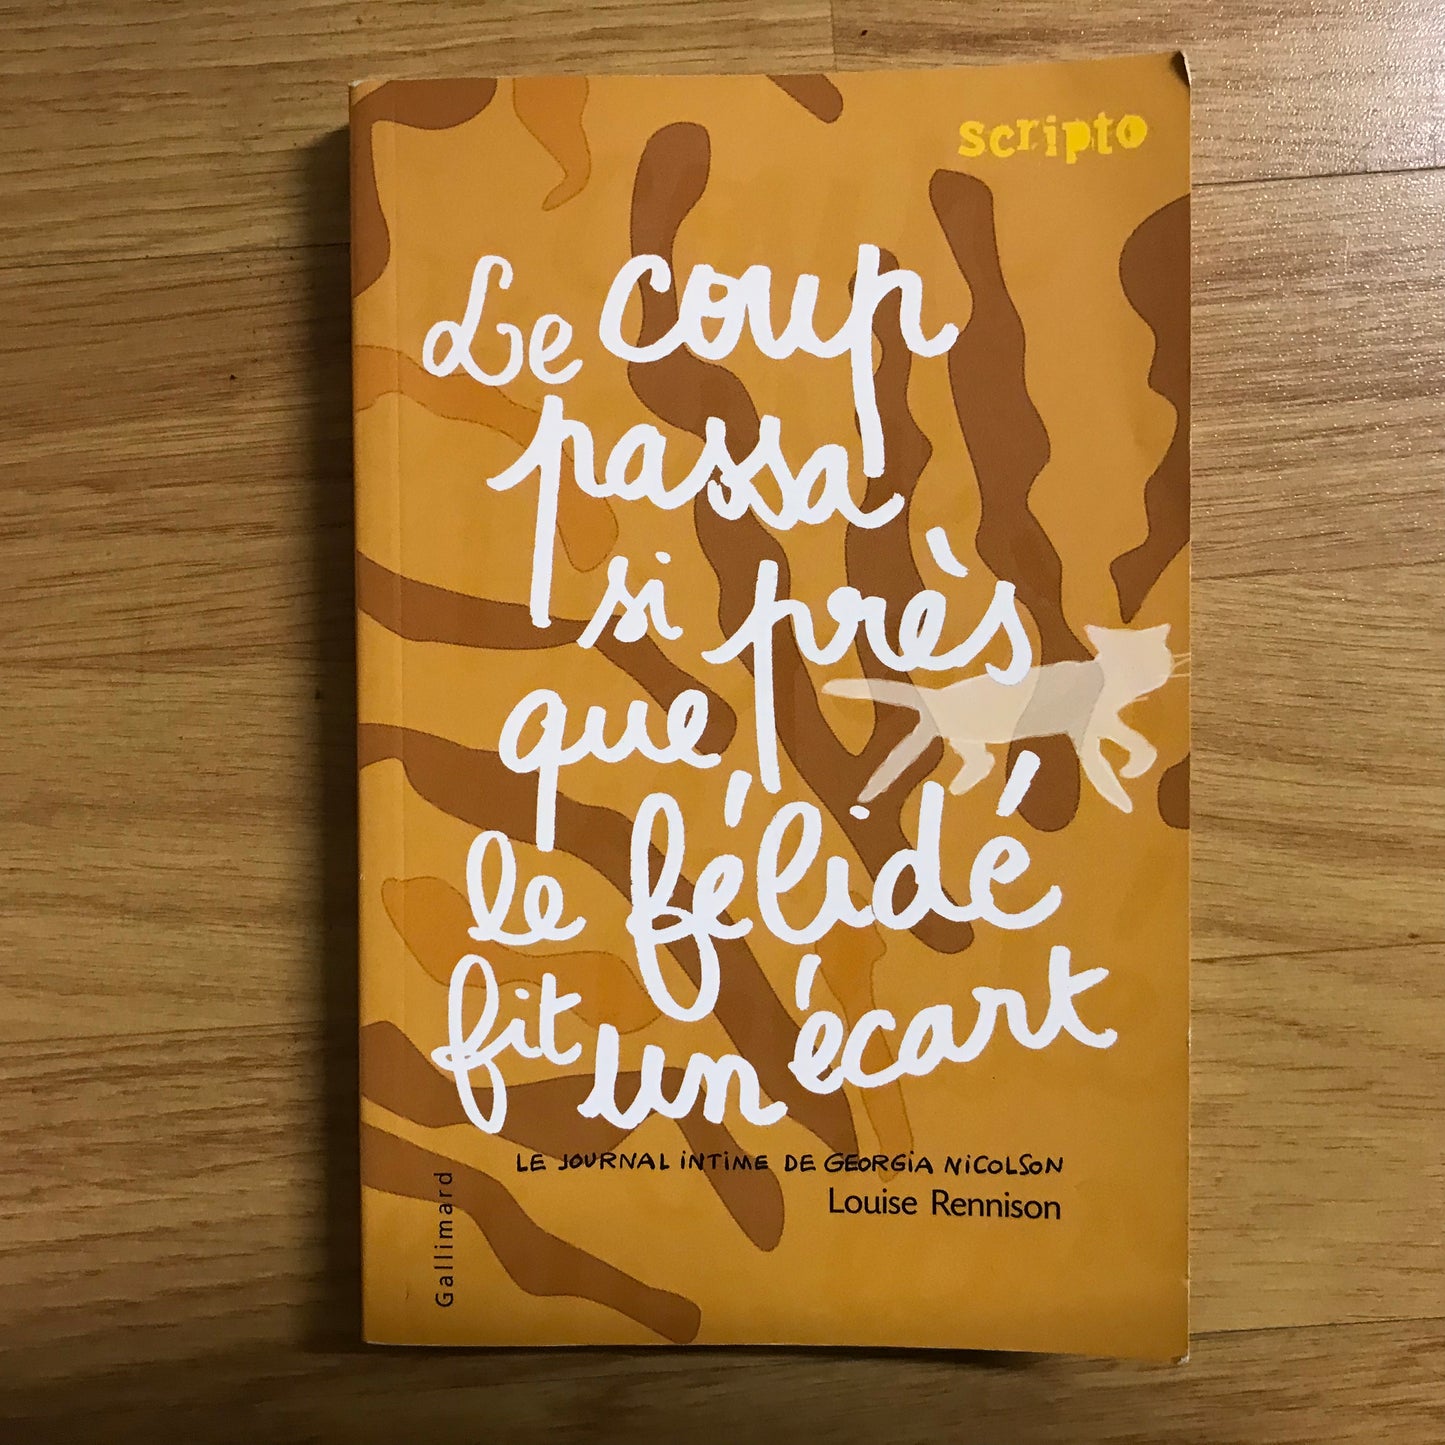 scripto
Le coup
passa
si près
que
le félidé
fit un écart
LE JOURNAL INTIME DE GEORGIA NICOLSON
Louise Rennison
Gallimard